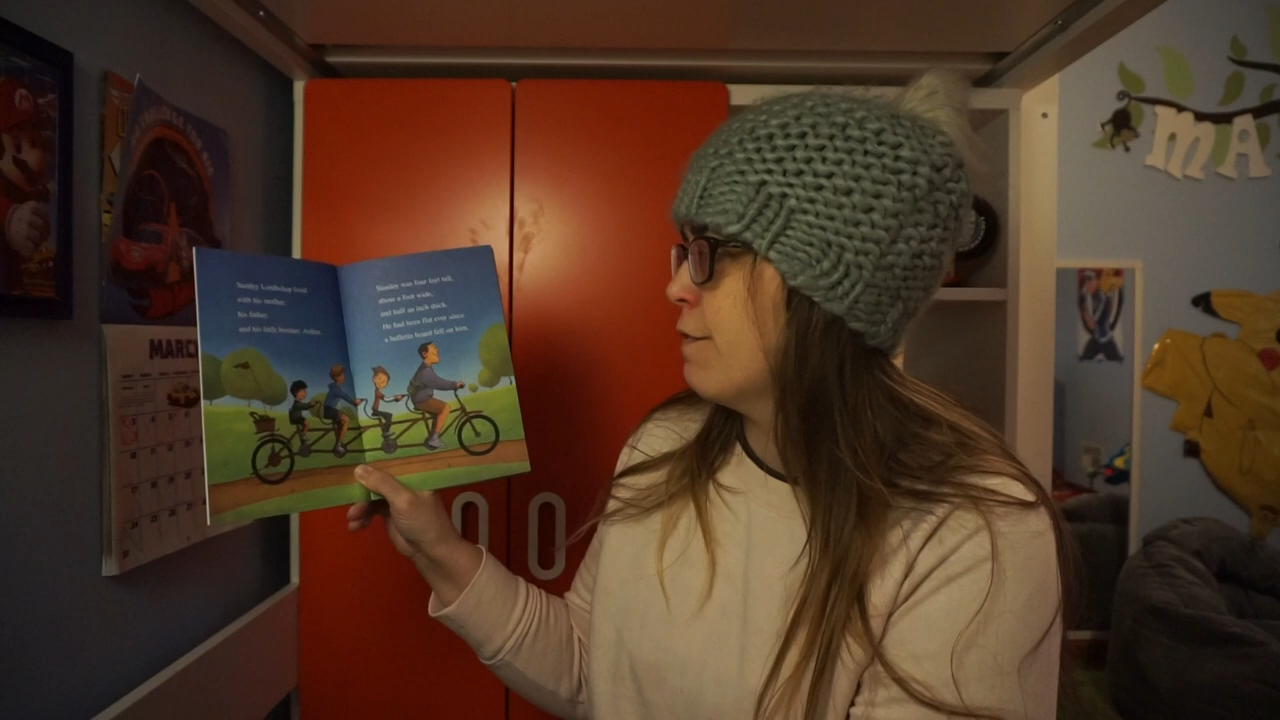 Stanley Lambchop lived
with his mother,
his father,
and his little brother, Arthur.
Stanley was four feet tall,
about a foot wide,
and half an inch thick.
He had been flat ever since
a bulletin board fell on him.
MARC
MA